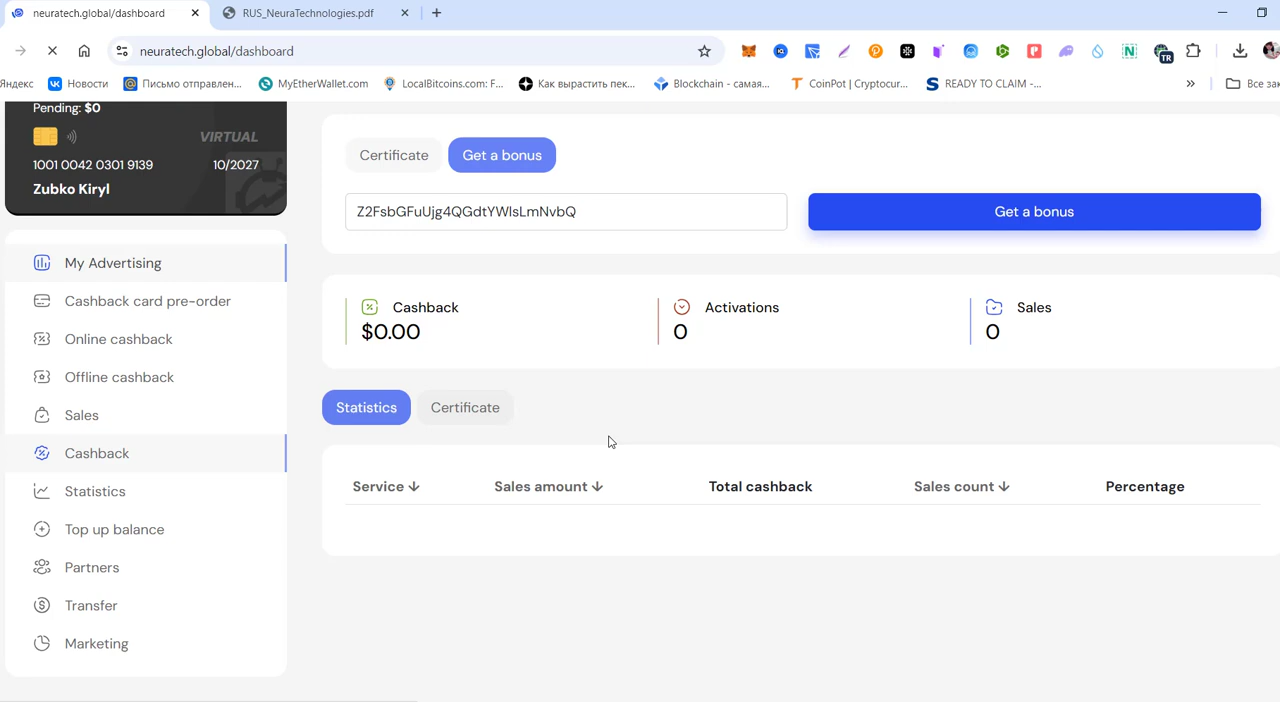 neuratech.global/dashboard
RUS_NeuraTechnologies.pdf
neuratech.global/dashboard
TR
Яндекс
Новости
Письмо отправлен...
MyEtherWallet.com
LocalBitcoins.com: F...
Как вырастить пек...
Blockchain - самая...
CoinPot | Cryptocur...
READY TO CLAIM -...
»
Все за
Pending: $0
VIRTUAL
1001 0042 0301 9139
10/2027
Zubko Kiryl
My Advertising
Cashback card pre-order
Online cashback
Offline cashback
Sales
Cashback
Statistics
Top up balance
Partners
Transfer
Marketing
Certificate
Get a bonus
Z2FsbGFuUjg4QGdtYWlsLmNvbQ
Get a bonus
Cashback
$0.00
Activations
0
Sales
0
Statistics
Certificate
Service ↓
Sales amount ↓
Total cashback
Sales count ↓
Percentage